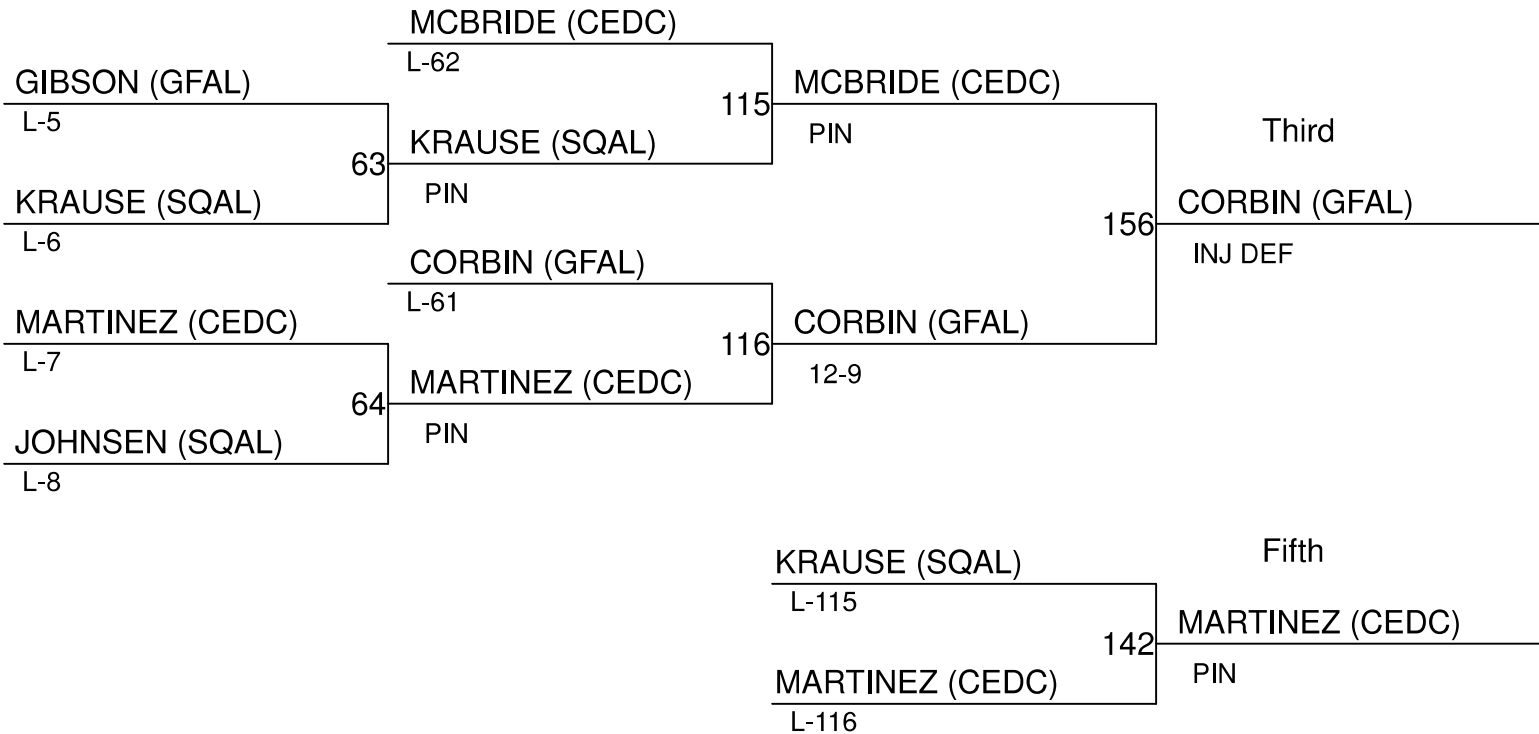 MCBRIDE (CEDC)
L-62
GIBSON (GFAL)
L-5
115
MCBRIDE (CEDC)
PIN
Third
63
KRAUSE (SQAL)
PIN
KRAUSE (SQAL)
L-6
156
CORBIN (GFAL)
INJ DEF
CORBIN (GFAL)
L-61
MARTINEZ (CEDC)
L-7
116
CORBIN (GFAL)
12-9
64
MARTINEZ (CEDC)
PIN
JOHNSEN (SQAL)
L-8
Fifth
KRAUSE (SQAL)
L-115
142
MARTINEZ (CEDC)
PIN
MARTINEZ (CEDC)
L-116